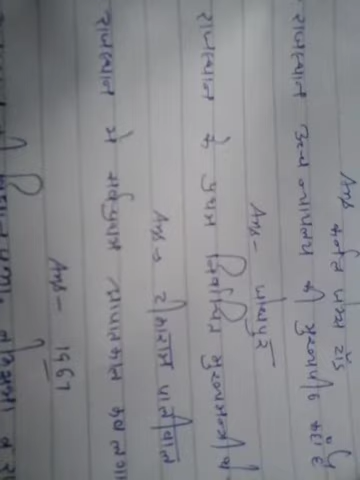 Ans कर्नल जेम्स टॉड
राजस्थान उच्च न्यायालय की मुख्यपीठ कहाँ है
Ans - जोधपुर
राजस्थान के प्रथम निर्वाचित मुख्यमंत्री थे
Ans → टीकाराम पालीवाल
राजस्थान में सर्वप्रथम आपातकाल कब लगा
Ans - 1967